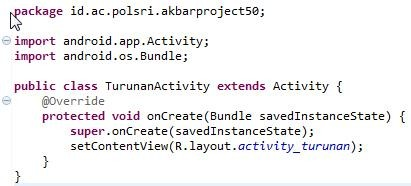 package id.ac.polsri.akbarproject50;
import android.app.Activity;
import android.os.Bundle;
public class TurunanActivity extends Activity {
@Override
protected void onCreate(Bundle savedInstanceState) {
super.onCreate(savedInstanceState);
setContentView(R.layout.activity_turunan);
}
}